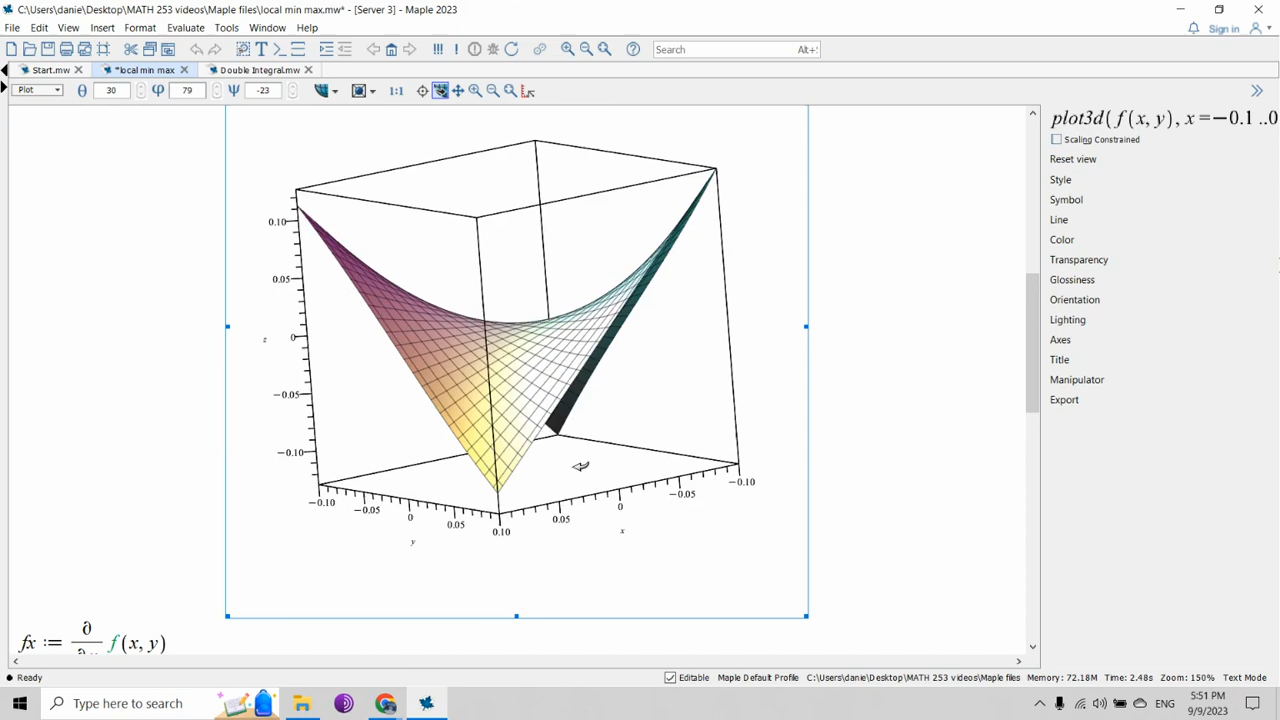 C:\Users\danie\Desktop\MATH 253 videos\Maple files\local min max.mw* - [Server 3] - Maple 2023
File Edit View Insert Format Evaluate Tools Window Help
Sign in
Search Alt+S
Start.mw *local min max Double Integral.mw
Plot θ 30 φ 79 ψ -23 1:1
plot3d( f(x, y), x=−0.1 ..0
Scaling Constrained
Reset view
Style
Symbol
Line
Color
Transparency
Glossiness
Orientation
Lighting
Axes
Title
Manipulator
Export
0.10
0.05
z 0
−0.05
−0.10
−0.10 −0.05 0 0.05 0.10
y
0.05 0 −0.05 −0.10
x
fx := ∂ f(x, y)
Ready
Editable Maple Default Profile C:\Users\danie\Desktop\MATH 253 videos\Maple files Memory: 72.18M Time: 2.48s Zoom: 150% Text Mode
Type here to search
ENG
5:51 PM
9/9/2023